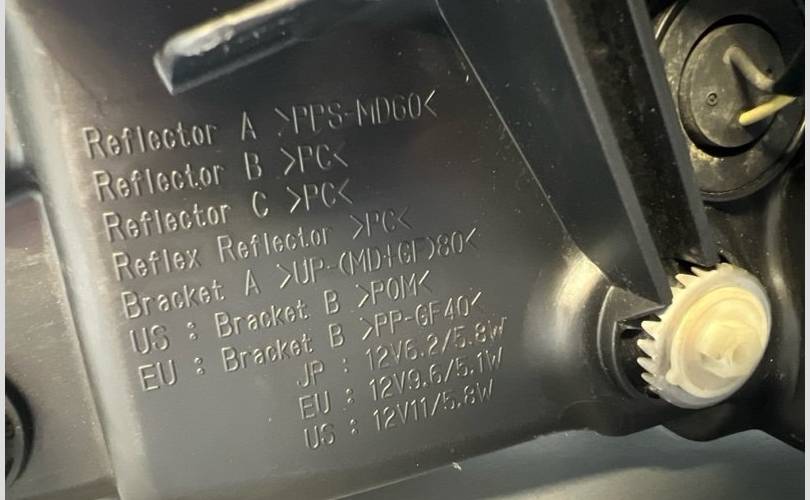 Reflector A >PPS-MD60<
Reflector B >PC<
Reflector C >PC<
Reflex Reflector >PC<
Bracket A >UP-(MD+GF)80<
US : Bracket B >POM<
EU : Bracket B >PP-GF40<
JP : 12V6.2/5.8W
EU : 12V9.6/5.1W
US : 12V11/5.8W